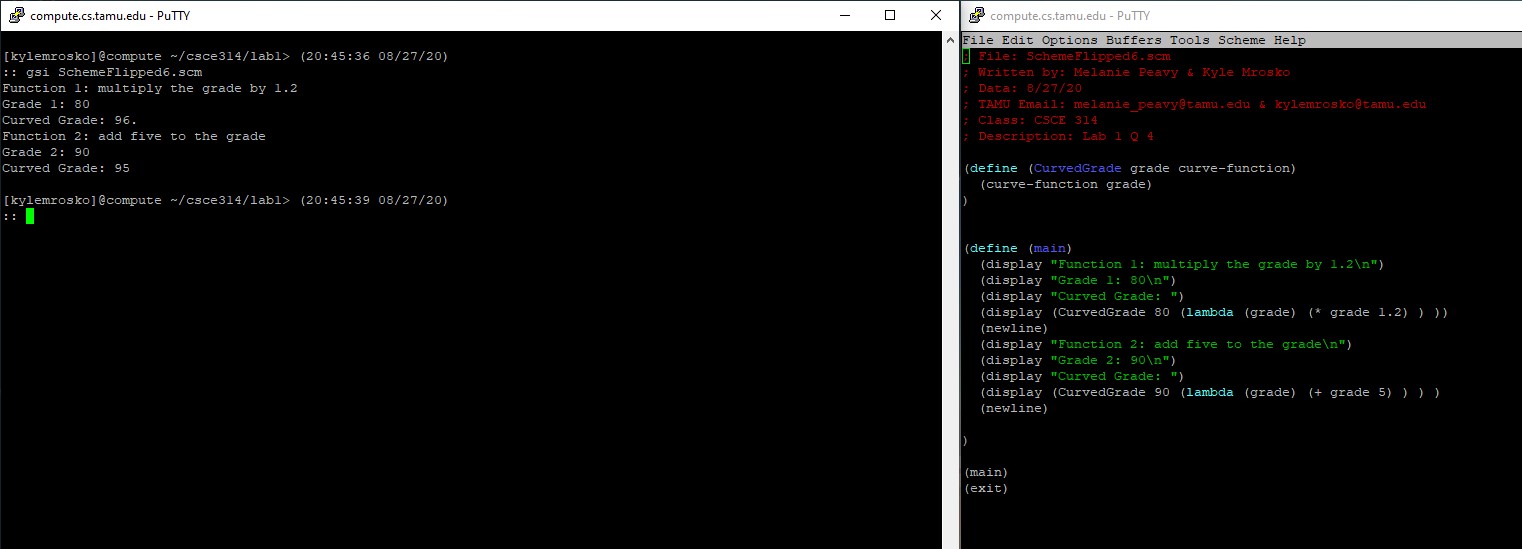 compute.cs.tamu.edu - PuTTY
[kylemrosko]@compute ~/csce314/lab1> (20:45:36 08/27/20)
:: gsi SchemeFlipped6.scm
Function 1: multiply the grade by 1.2
Grade 1: 80
Curved Grade: 96.
Function 2: add five to the grade
Grade 2: 90
Curved Grade: 95
[kylemrosko]@compute ~/csce314/lab1> (20:45:39 08/27/20)
::
compute.cs.tamu.edu - PuTTY
File Edit Options Buffers Tools Scheme Help
; File: SchemeFlipped6.scm
; Written by: Melanie Peavy & Kyle Mrosko
; Data: 8/27/20
; TAMU Email: melanie_peavy@tamu.edu & kylemrosko@tamu.edu
; Class: CSCE 314
; Description: Lab 1 Q 4
(define (CurvedGrade grade curve-function)
  (curve-function grade)
)
(define (main)
  (display "Function 1: multiply the grade by 1.2\n")
  (display "Grade 1: 80\n")
  (display "Curved Grade: ")
  (display (CurvedGrade 80 (lambda (grade) (* grade 1.2) ) ))
  (newline)
  (display "Function 2: add five to the grade\n")
  (display "Grade 2: 90\n")
  (display "Curved Grade: ")
  (display (CurvedGrade 90 (lambda (grade) (+ grade 5) ) ) )
  (newline)
)
(main)
(exit)